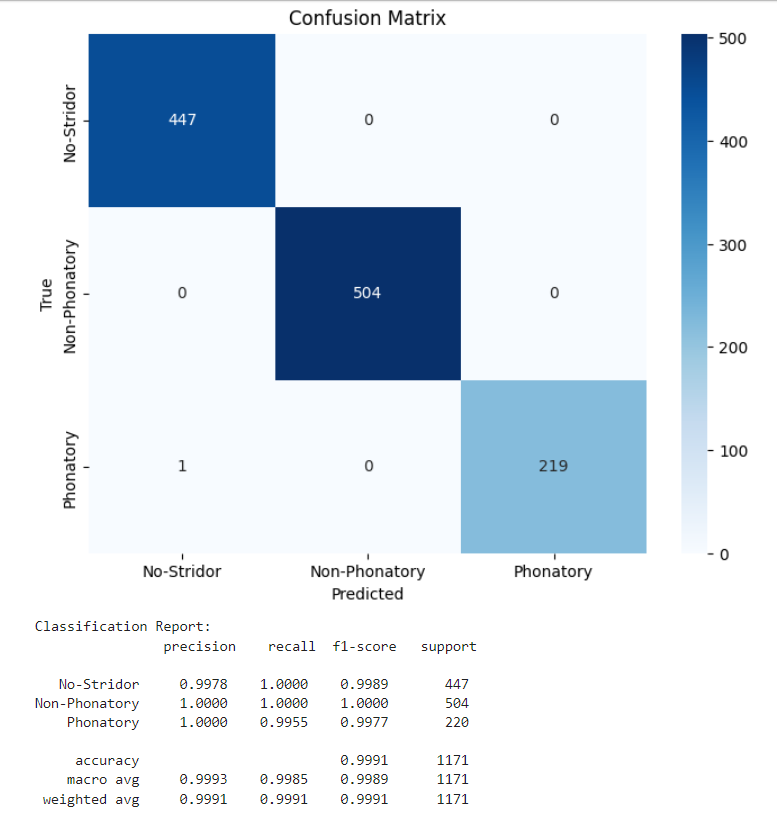 Confusion Matrix
No-Stridor
447
0
0
500
400
True
Non-Phonatory
0
504
0
300
200
Phonatory
1
0
219
100
0
No-Stridor
Non-Phonatory
Phonatory
Predicted
Classification Report:
precision recall f1-score support
No-Stridor 0.9978 1.0000 0.9989 447
Non-Phonatory 1.0000 1.0000 1.0000 504
Phonatory 1.0000 0.9955 0.9977 220
accuracy 0.9991 1171
macro avg 0.9993 0.9985 0.9989 1171
weighted avg 0.9991 0.9991 0.9991 1171